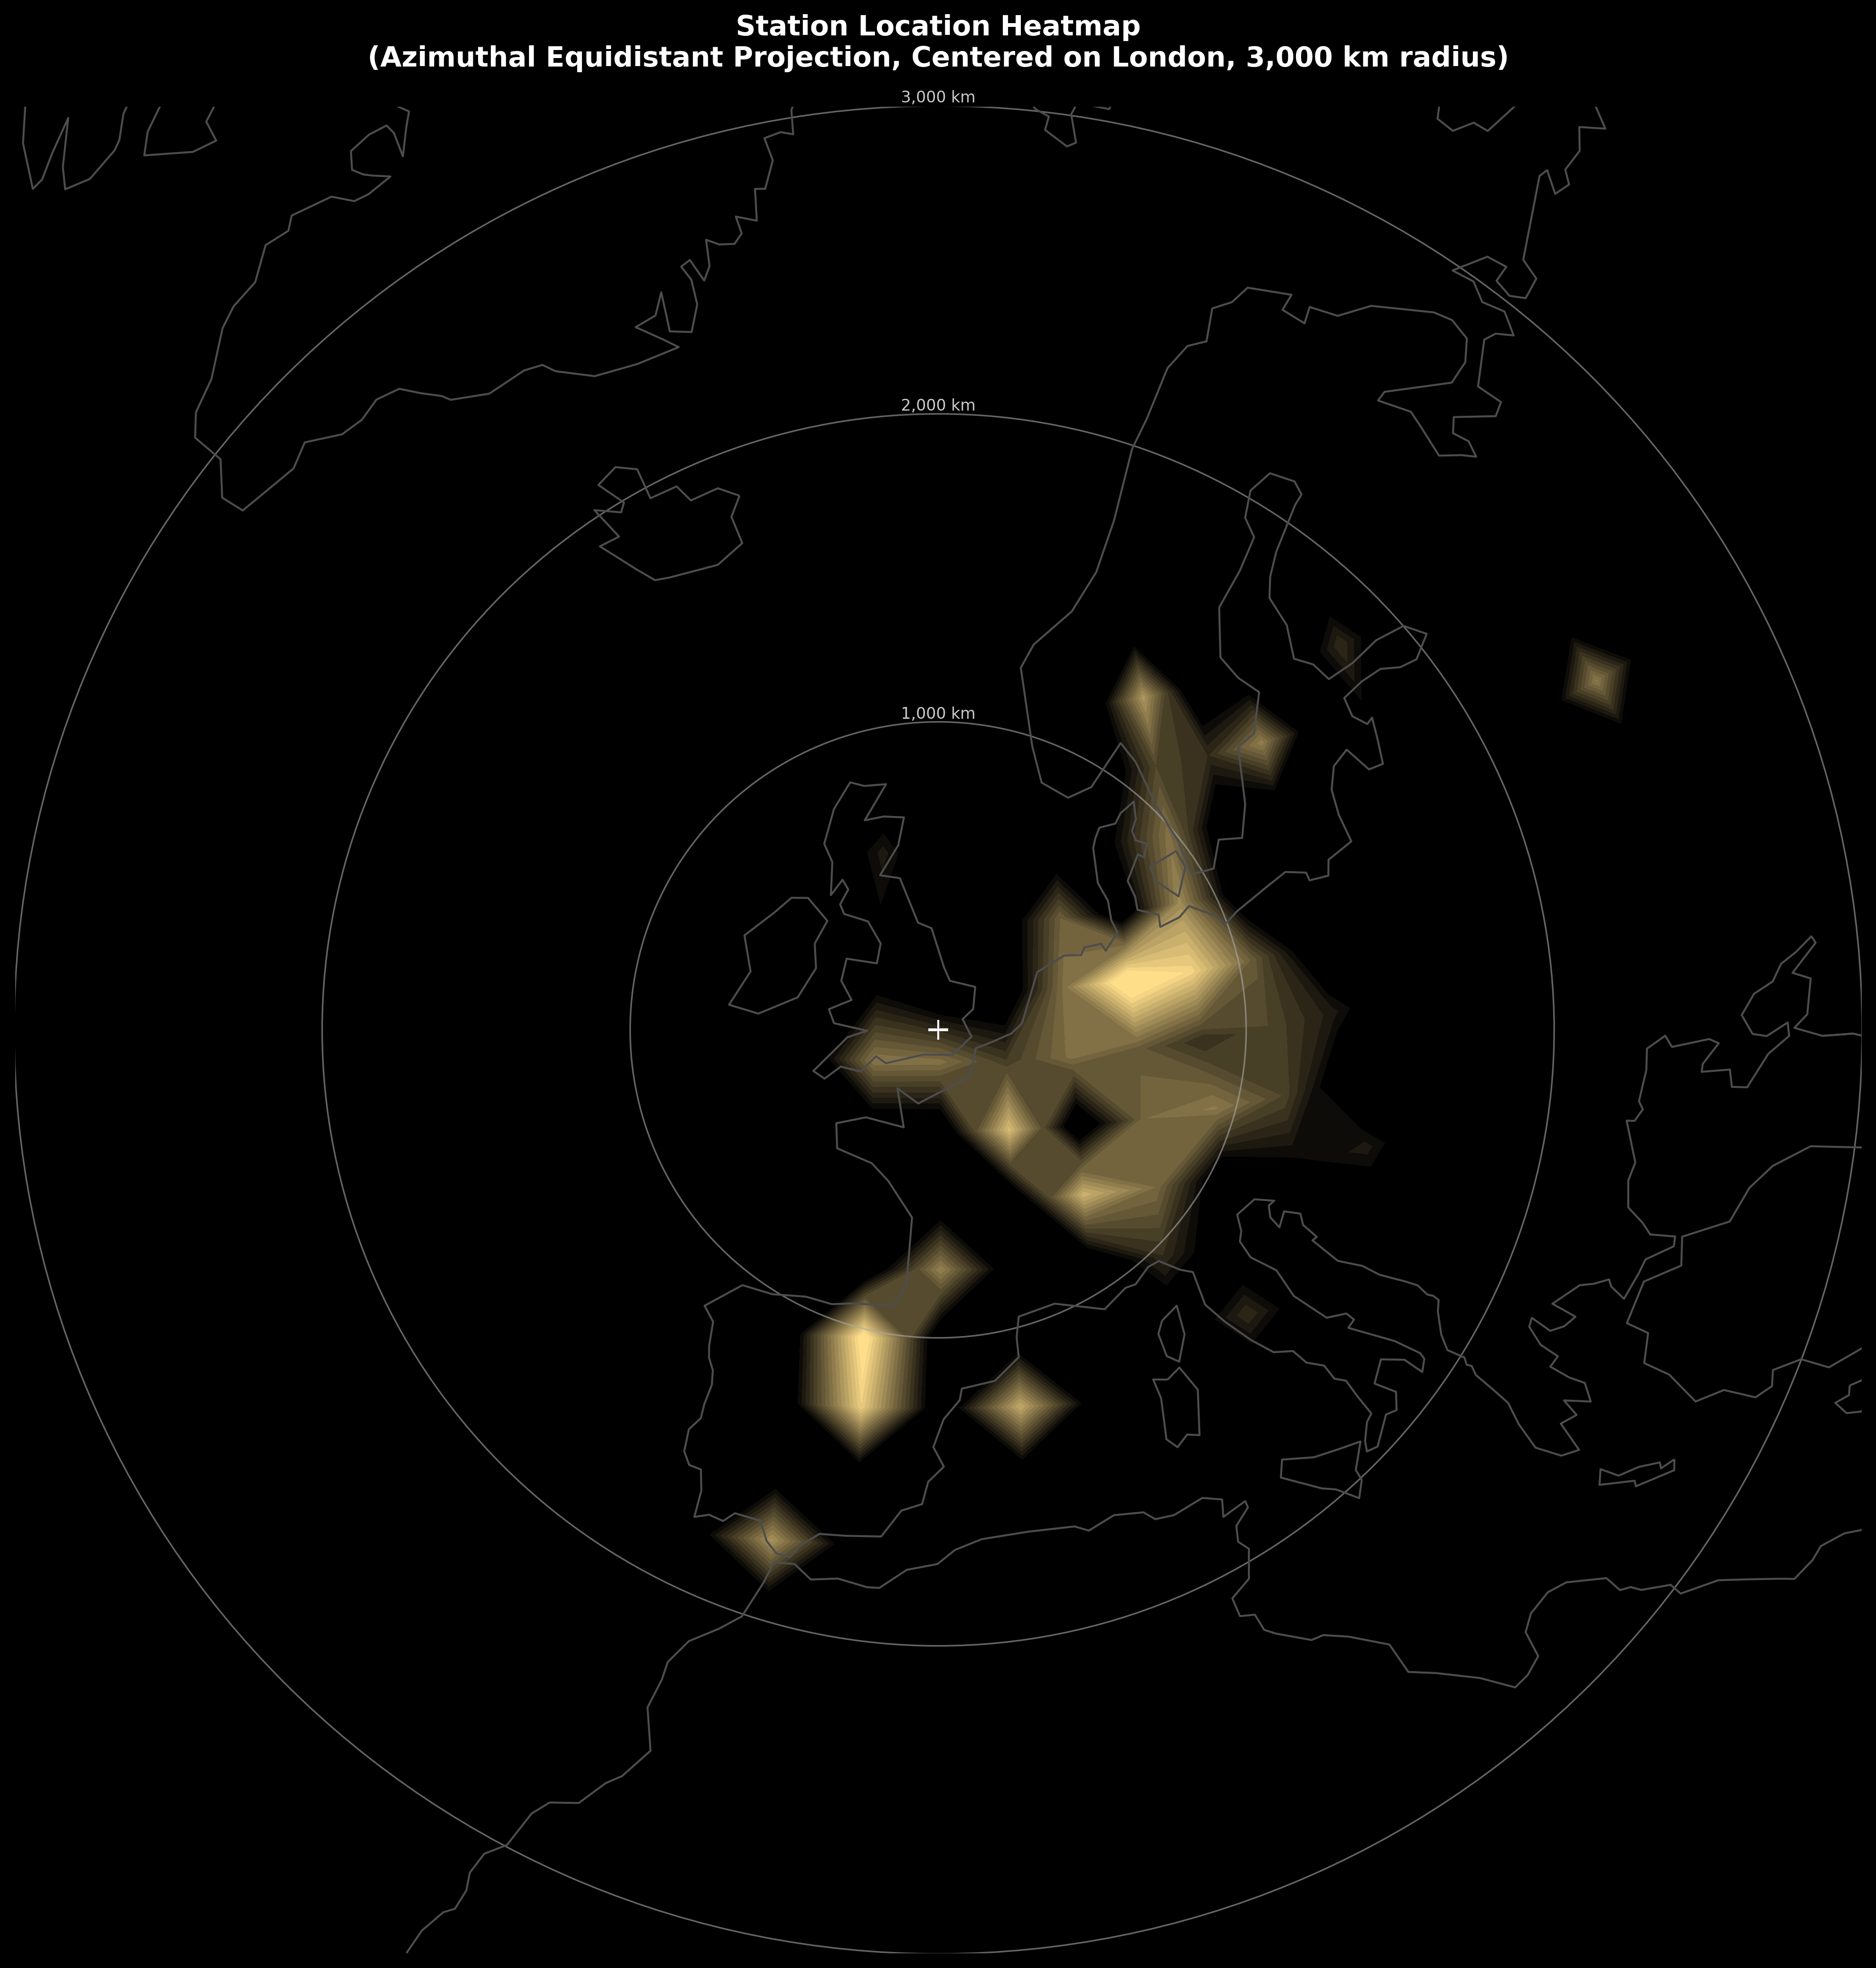 Station Location Heatmap
(Azimuthal Equidistant Projection, Centered on London, 3,000 km radius)
3,000 km
2,000 km
1,000 km